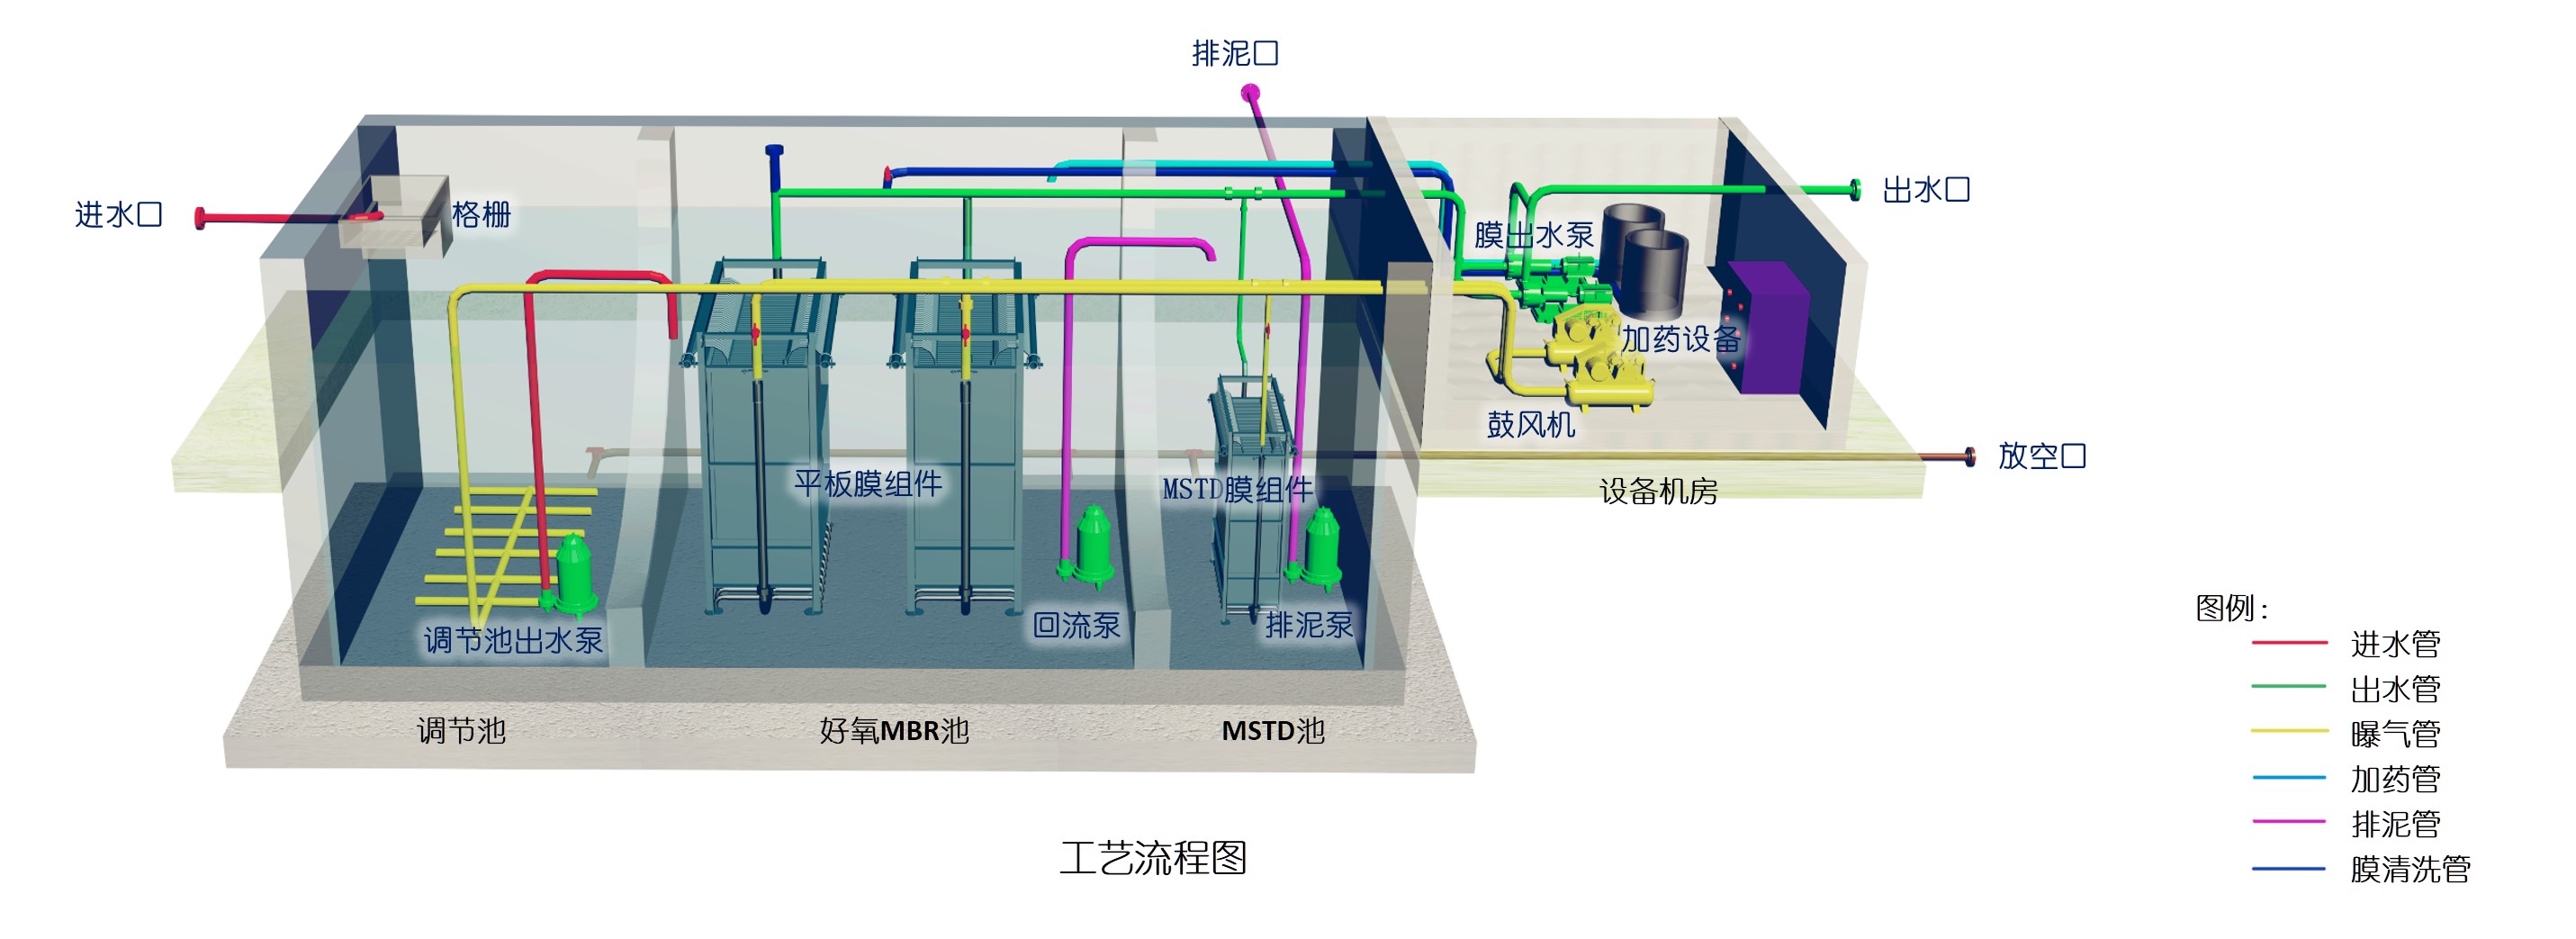 排泥口
进水口
格栅
出水口
膜出水泵
加药设备
鼓风机
放空口
平板膜组件
MSTD膜组件
设备机房
调节池出水泵
回流泵
排泥泵
调节池
好氧MBR池
MSTD池
图例：
进水管
出水管
曝气管
加药管
排泥管
膜清洗管
工艺流程图